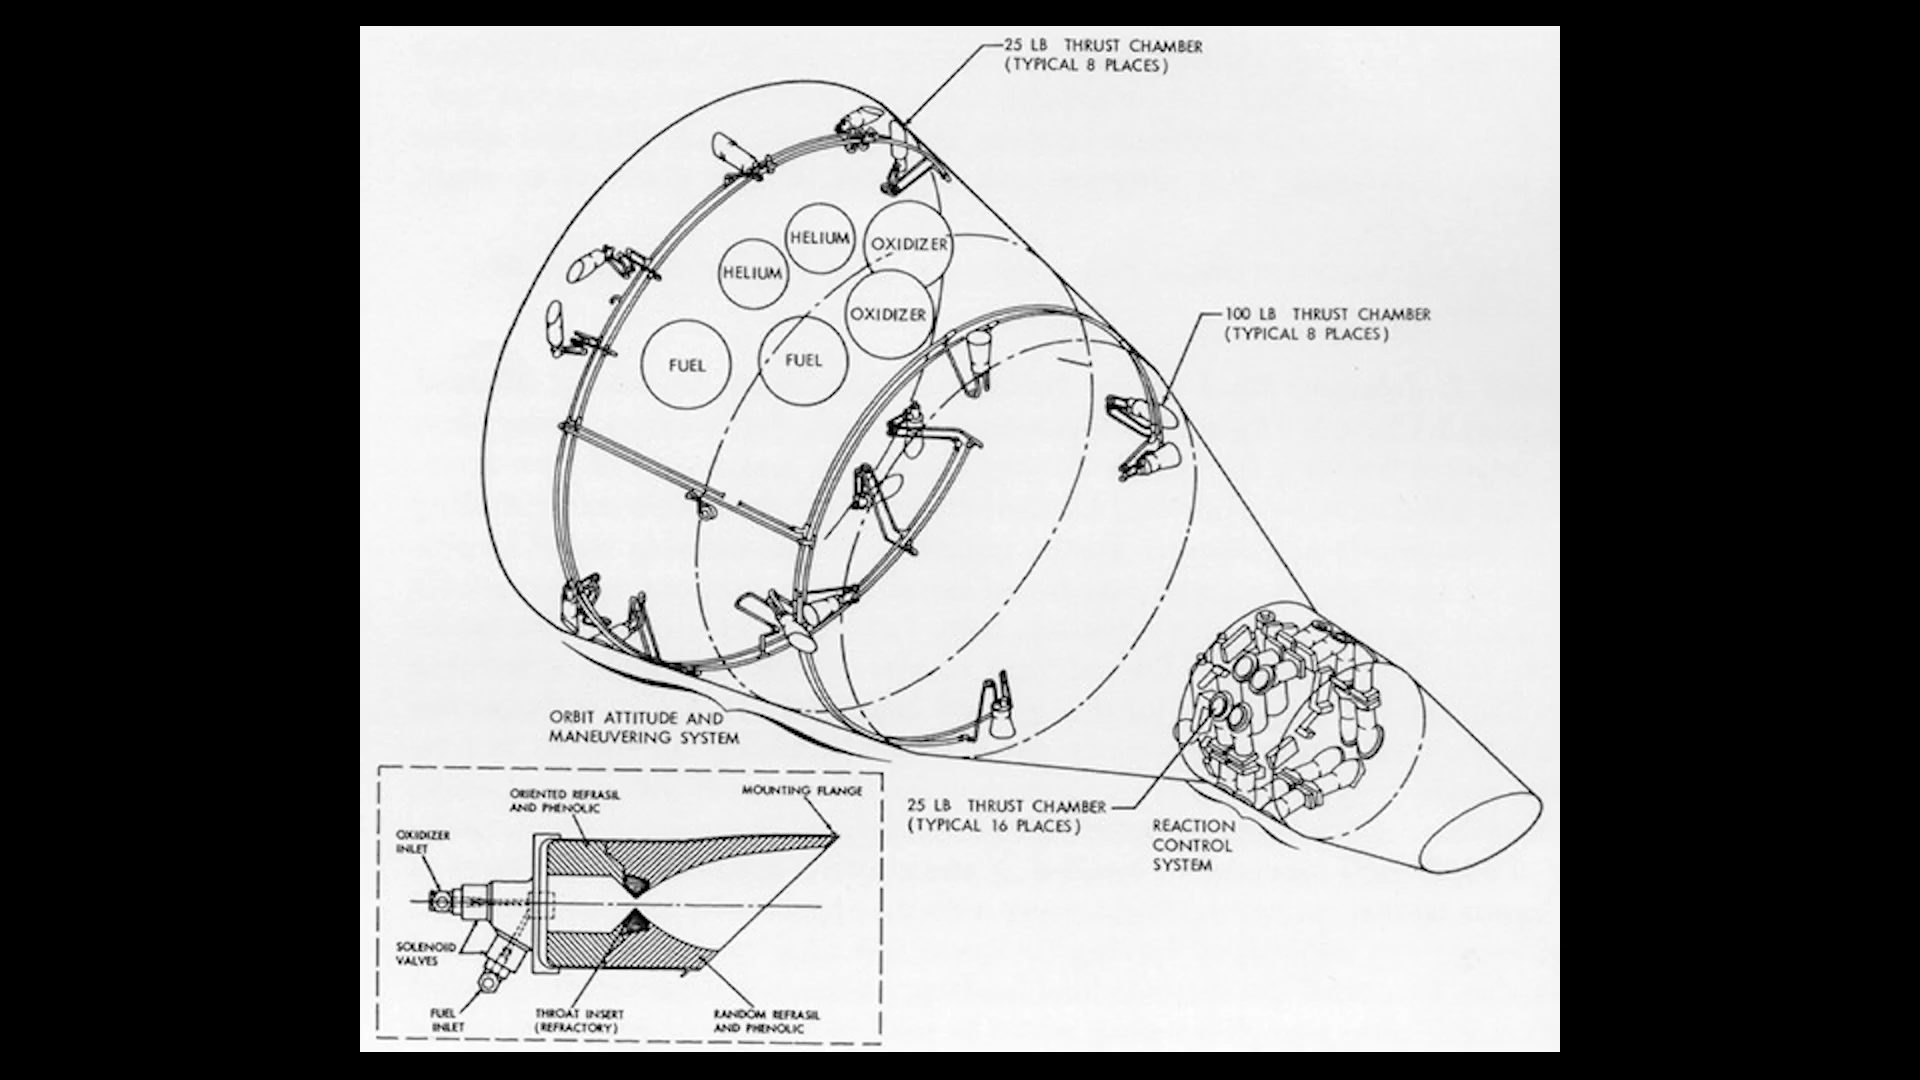 25 LB THRUST CHAMBER
(TYPICAL 8 PLACES)
HELIUM
OXIDIZER
HELIUM
OXIDIZER
FUEL
FUEL
100 LB THRUST CHAMBER
(TYPICAL 8 PLACES)
ORBIT ATTITUDE AND
MANEUVERING SYSTEM
25 LB THRUST CHAMBER
(TYPICAL 16 PLACES)
REACTION
CONTROL
SYSTEM
ORIENTED REFRASIL
AND PHENOLIC
MOUNTING FLANGE
OXIDIZER
INLET
SOLENOID
VALVES
FUEL
INLET
THROAT INSERT
(REFRACTORY)
RANDOM REFRASIL
AND PHENOLIC